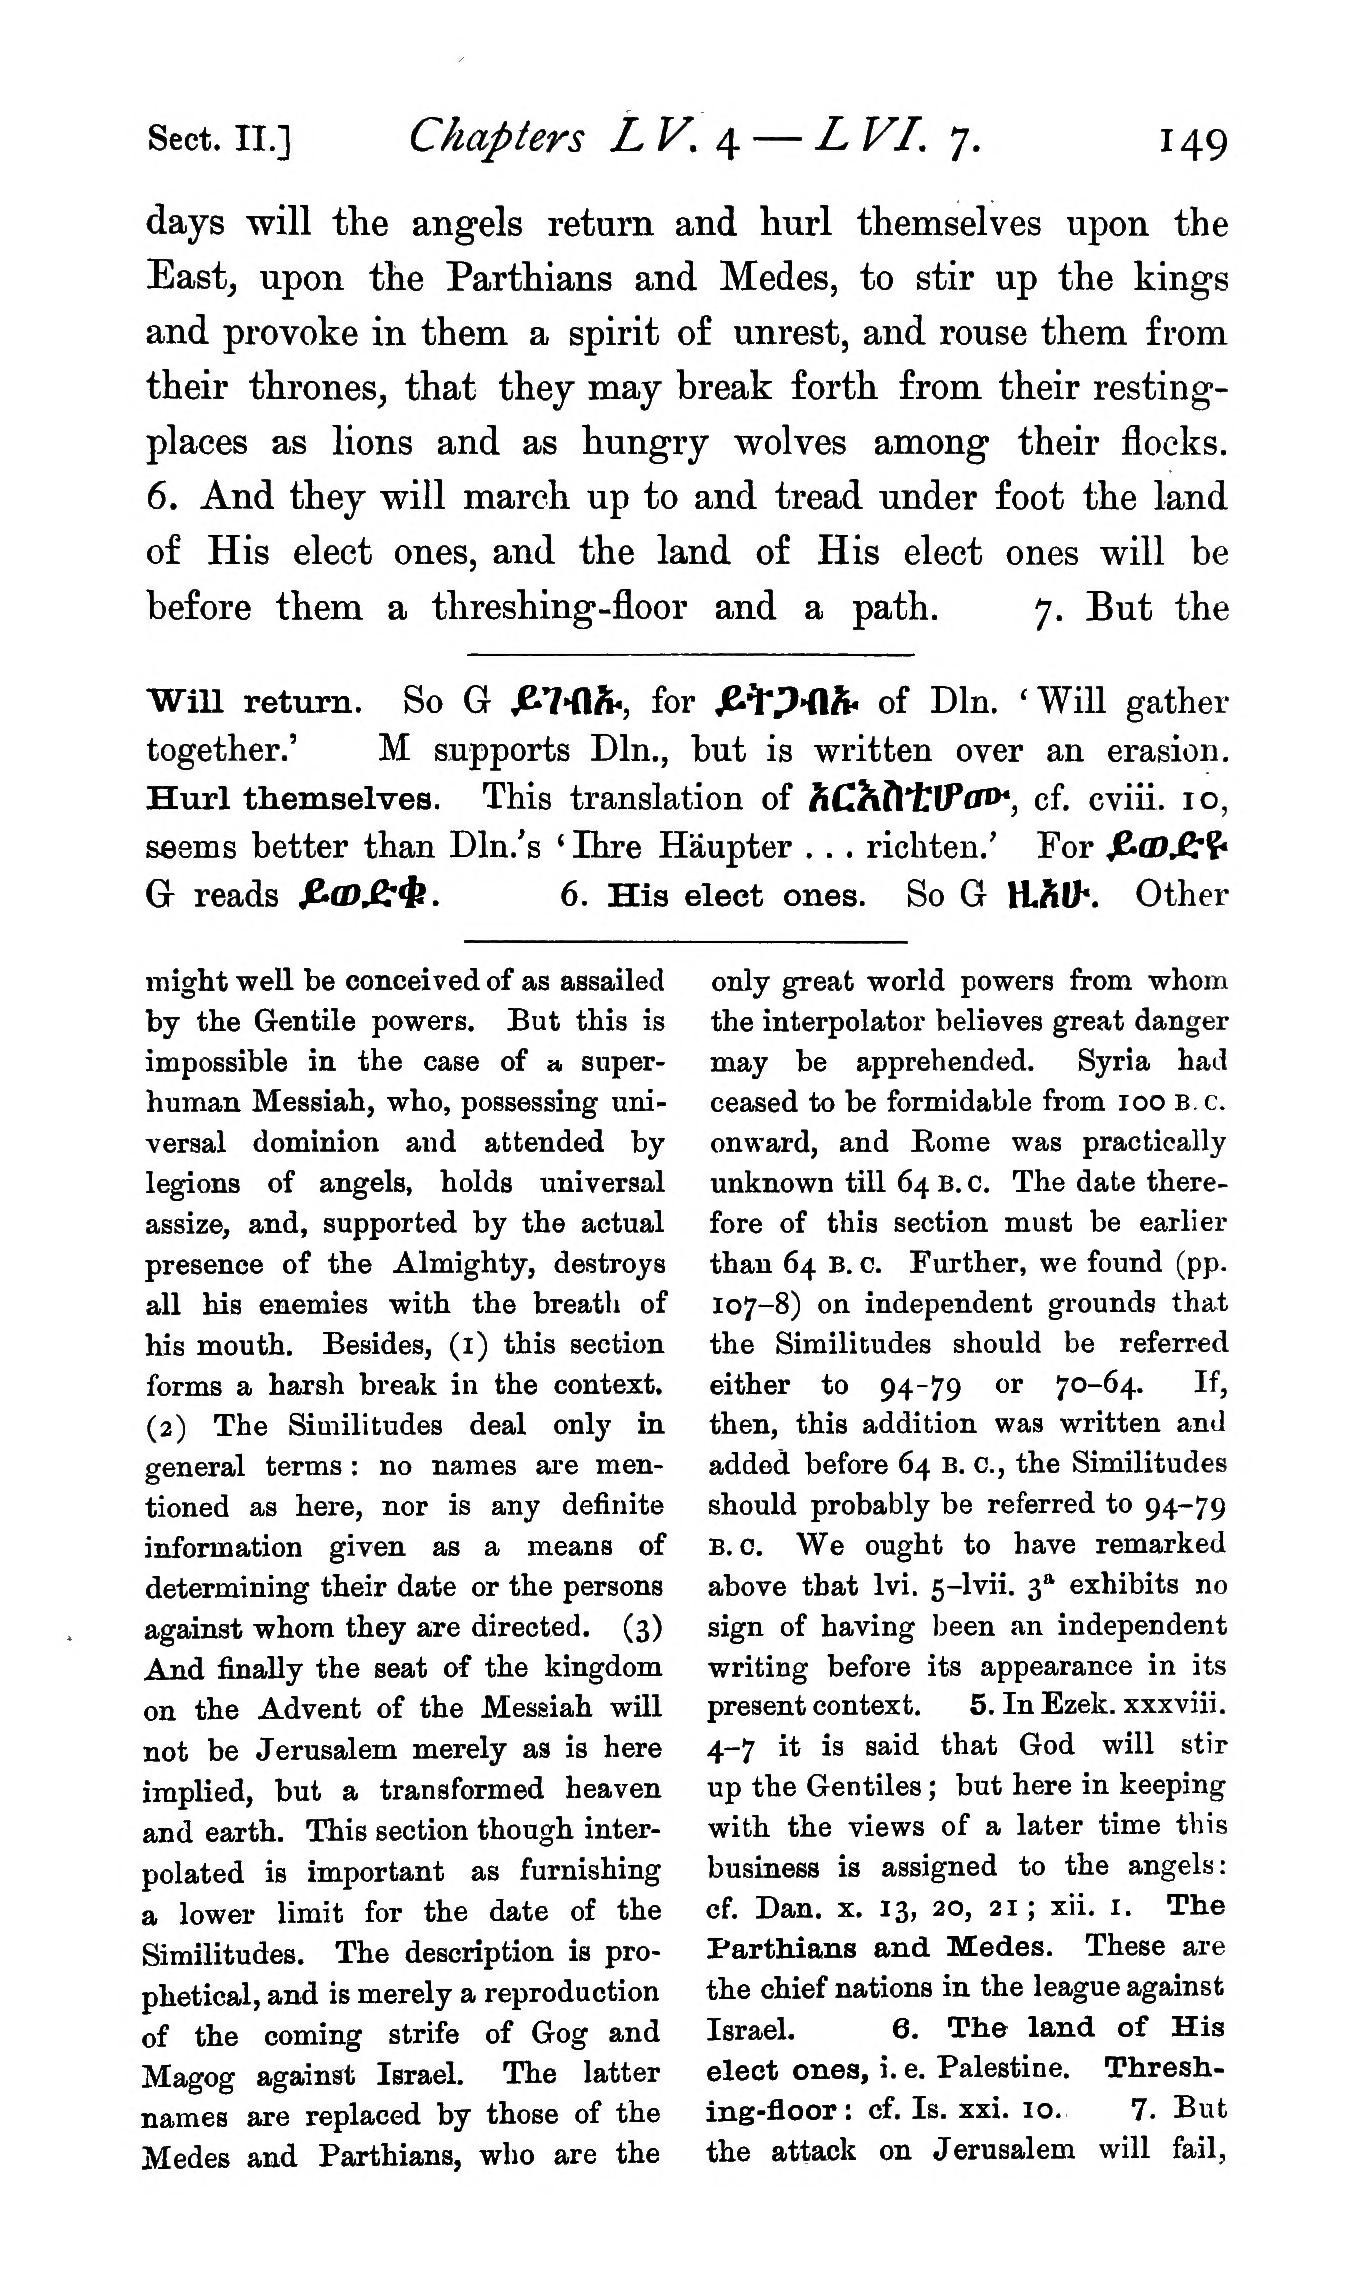 Sect. II.] Chapters LV. 4 — LVI. 7. 149
days will the angels return and hurl themselves upon the
East, upon the Parthians and Medes, to stir up the kings
and provoke in them a spirit of unrest, and rouse them from
their thrones, that they may break forth from their resting-
places as lions and as hungry wolves among their flocks.
6. And they will march up to and tread under foot the land
of His elect ones, and the land of His elect ones will be
before them a threshing-floor and a path. 7. But the
Will return. So G ይገብኡ, for ይትጋብኡ of Dln. ‘Will gather
together.’ M supports Dln., but is written over an erasion.
Hurl themselves. This translation of አርእስቲሆሙ, cf. cviii. 10,
seems better than Dln.’s ‘Ihre Häupter ... richten.’ For ይወድዩ
G reads ይወድቁ. 6. His elect ones. So G ዚአሁ. Other
might well be conceived of as assailed
by the Gentile powers. But this is
impossible in the case of a super-
human Messiah, who, possessing uni-
versal dominion and attended by
legions of angels, holds universal
assize, and, supported by the actual
presence of the Almighty, destroys
all his enemies with the breath of
his mouth. Besides, (1) this section
forms a harsh break in the context.
(2) The Similitudes deal only in
general terms : no names are men-
tioned as here, nor is any definite
information given as a means of
determining their date or the persons
against whom they are directed. (3)
And finally the seat of the kingdom
on the Advent of the Messiah will
not be Jerusalem merely as is here
implied, but a transformed heaven
and earth. This section though inter-
polated is important as furnishing
a lower limit for the date of the
Similitudes. The description is pro-
phetical, and is merely a reproduction
of the coming strife of Gog and
Magog against Israel. The latter
names are replaced by those of the
Medes and Parthians, who are the
only great world powers from whom
the interpolator believes great danger
may be apprehended. Syria had
ceased to be formidable from 100 B.C.
onward, and Rome was practically
unknown till 64 B.C. The date there-
fore of this section must be earlier
than 64 B.C. Further, we found (pp.
107–8) on independent grounds that
the Similitudes should be referred
either to 94–79 or 70–64. If,
then, this addition was written and
added before 64 B.C., the Similitudes
should probably be referred to 94–79
B.C. We ought to have remarked
above that lvi. 5–lvii. 3ª exhibits no
sign of having been an independent
writing before its appearance in its
present context. 5. In Ezek. xxxviii.
4–7 it is said that God will stir
up the Gentiles ; but here in keeping
with the views of a later time this
business is assigned to the angels:
cf. Dan. x. 13, 20, 21 ; xii. 1. The
Parthians and Medes. These are
the chief nations in the league against
Israel. 6. The land of His
elect ones, i.e. Palestine. Thresh-
ing-floor : cf. Is. xxi. 10. 7. But
the attack on Jerusalem will fail,